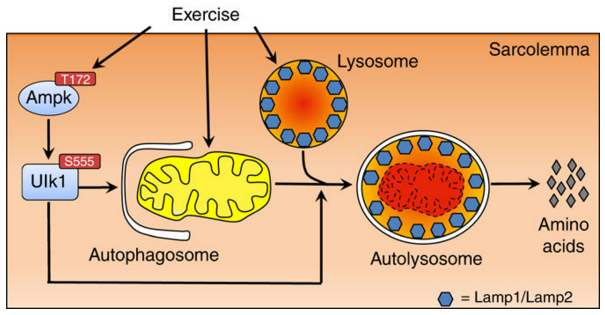 Exercise
Sarcolemma
Lysosome
T172
Ampk
S555
Ulk1
Autophagosome
Autolysosome
Amino
acids
= Lamp1/Lamp2